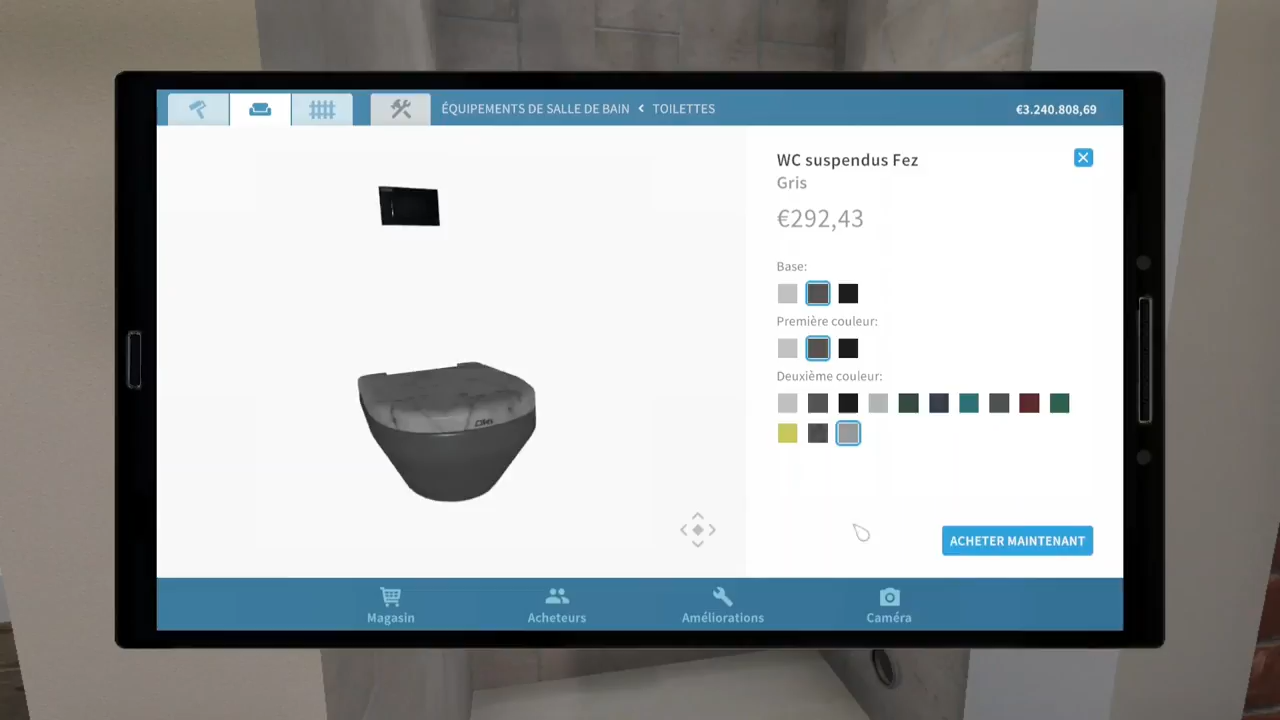 ÉQUIPEMENTS DE SALLE DE BAIN < TOILETTES
€3.240.808,69
WC suspendus Fez
Gris
€292,43
Base:
Première couleur:
Deuxième couleur:
ACHETER MAINTENANT
Magasin
Acheteurs
Améliorations
Caméra